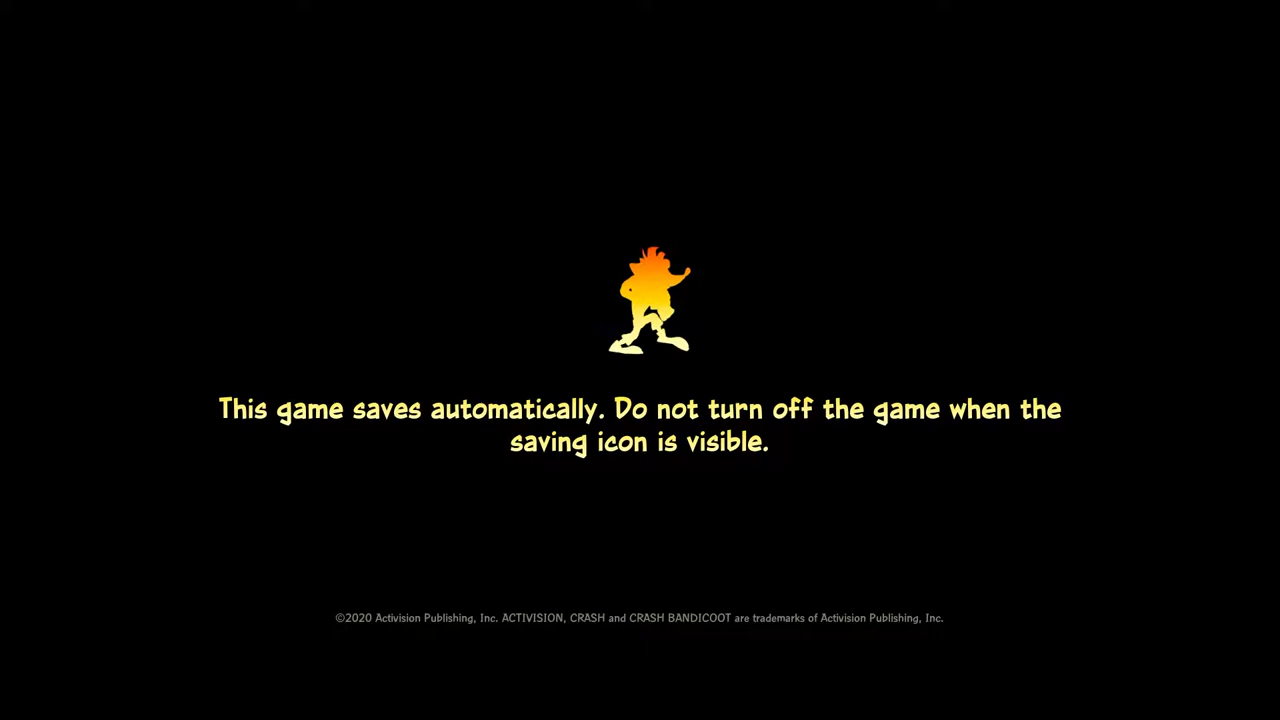 This game saves automatically. Do not turn off the game when the
saving icon is visible.
©2020 Activision Publishing, Inc. ACTIVISION, CRASH and CRASH BANDICOOT are trademarks of Activision Publishing, Inc.